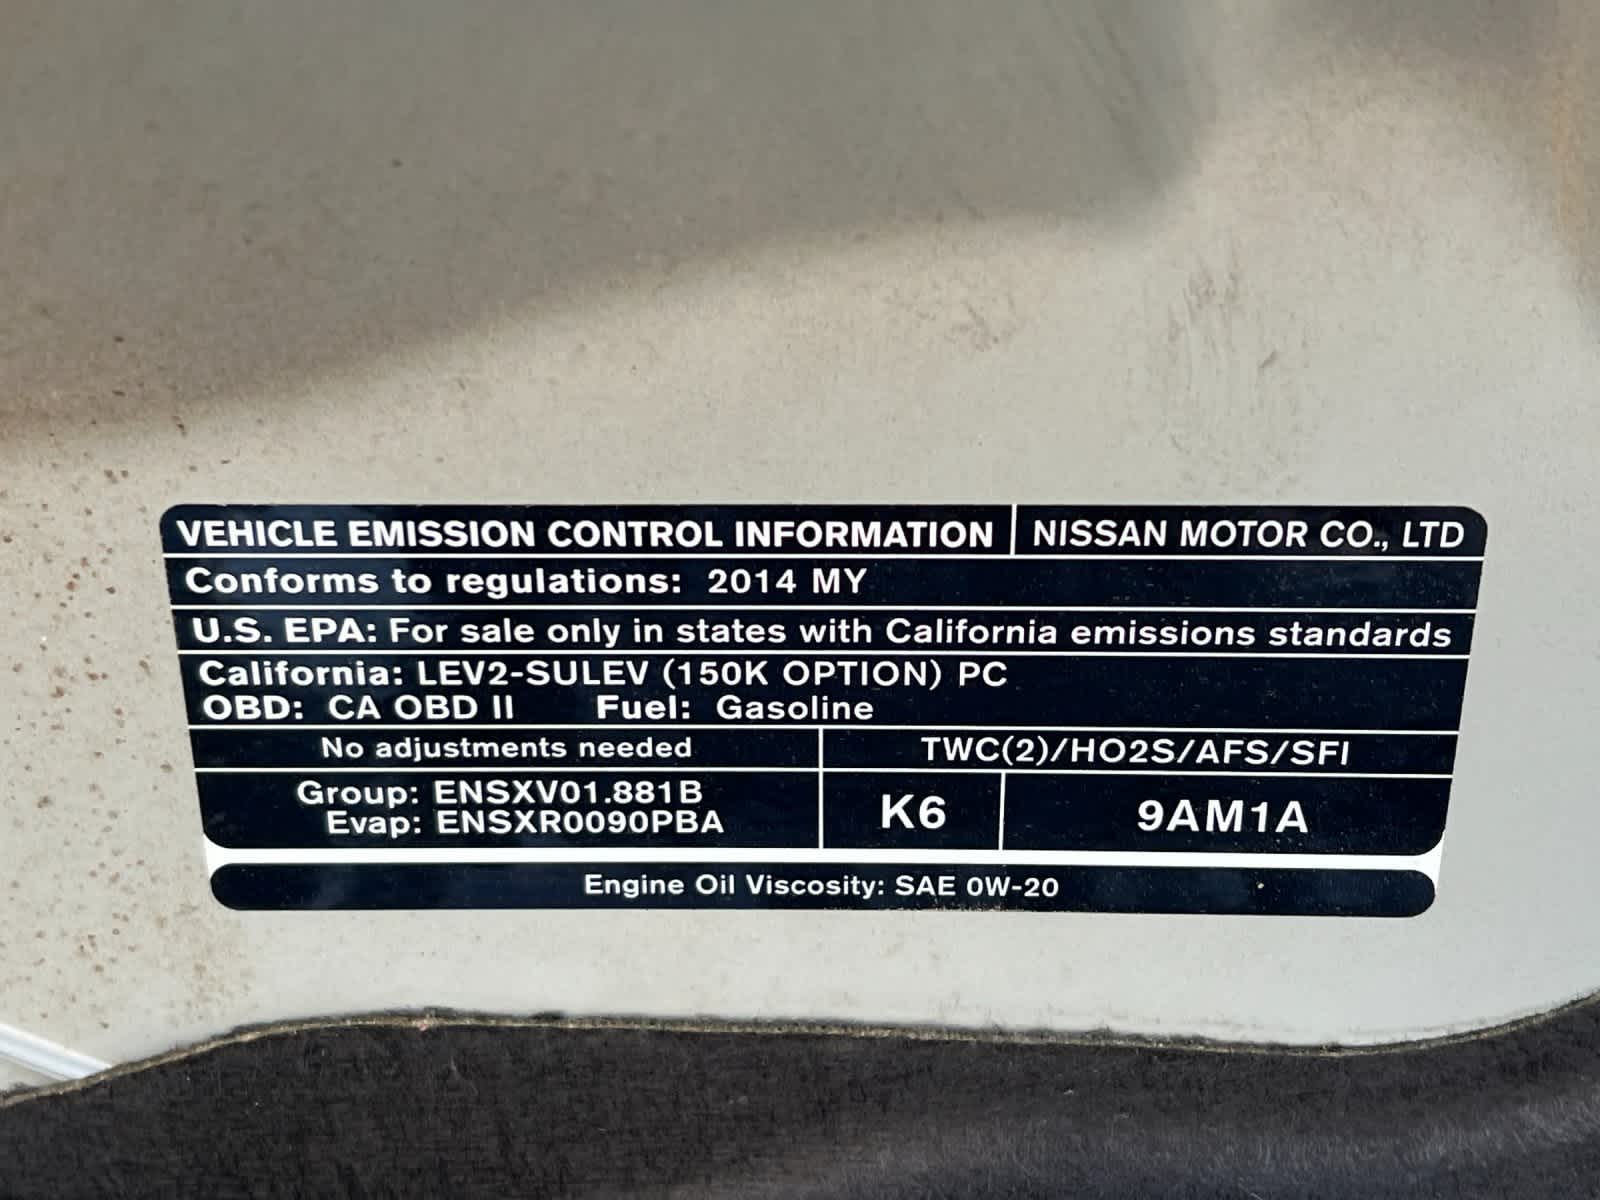 VEHICLE EMISSION CONTROL INFORMATION NISSAN MOTOR CO., LTD
Conforms to regulations: 2014 MY
U.S. EPA: For sale only in states with California emissions standards
California: LEV2-SULEV (150K OPTION) PC
OBD: CA OBD II Fuel: Gasoline
No adjustments needed TWC(2)/HO2S/AFS/SFI
Group: ENSXV01.881B
Evap: ENSXR0090PBA
K6 9AM1A
Engine Oil Viscosity: SAE 0W-20